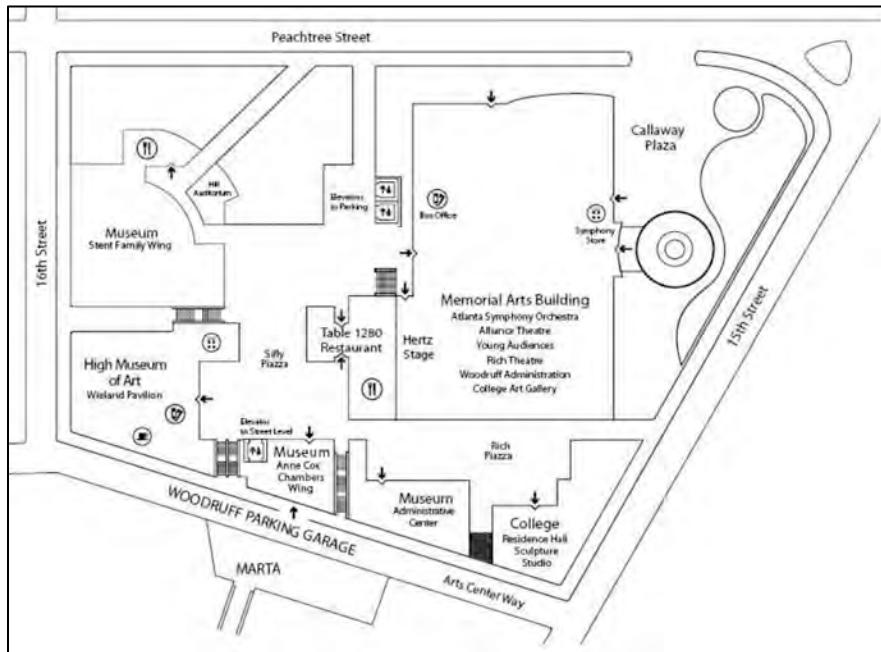 Peachtree Street
Callaway
Plaza
Hill
Auditorium
Elevators
to Parking
Box Office
Museum
Stent Family Wing
Symphony
Store
16th Street
Memorial Arts Building
Atlanta Symphony Orchestra
Alliance Theatre
Young Audiences
Rich Theatre
Woodruff Administration
College Art Gallery
15th Street
Table 1280
Restaurant
Hertz
Stage
Sifly
Piazza
High Museum
of Art
Wieland Pavilion
Elevator
to Street Level
Museum
Anne Cox
Chambers
Wing
Rich
Piazza
Museum
Administrative
Center
College
Residence Hall
Sculpture
Studio
WOODRUFF PARKING GARAGE
MARTA
Arts Center Way